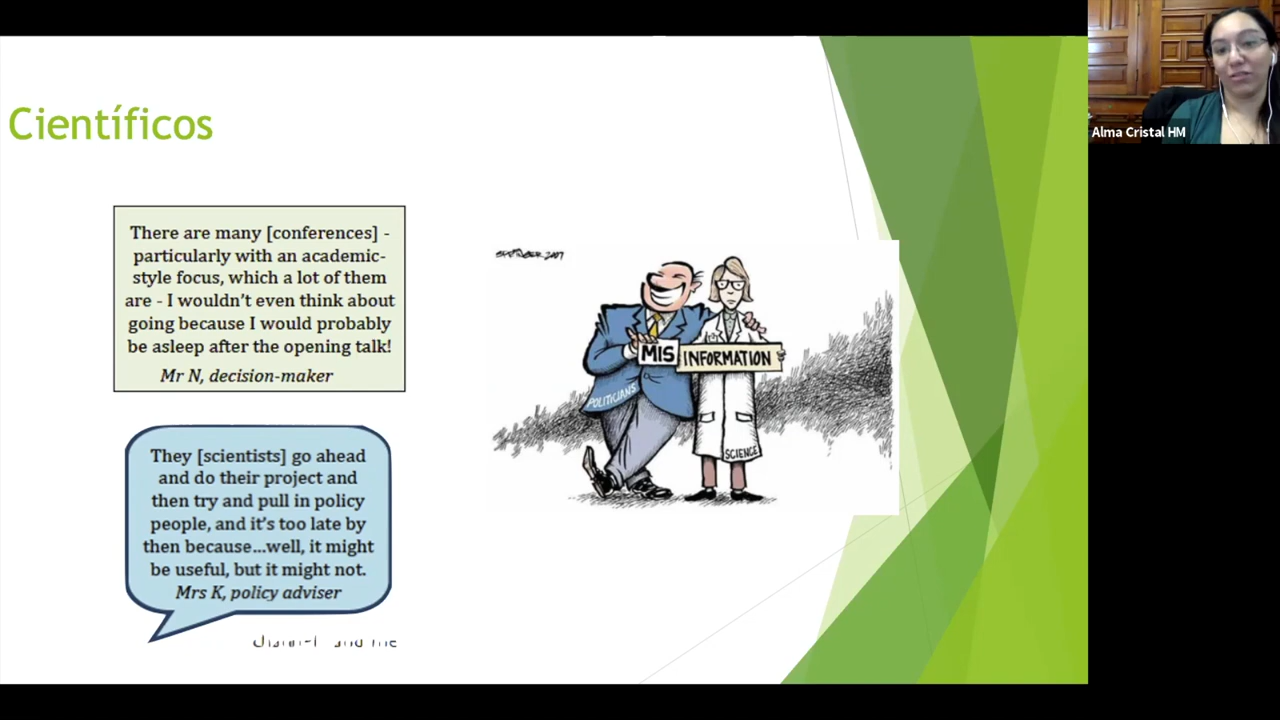 Científicos
There are many [conferences] -
particularly with an academic-
style focus, which a lot of them
are - I wouldn't even think about
going because I would probably
be asleep after the opening talk!
Mr N, decision-maker
They [scientists] go ahead
and do their project and
then try and pull in policy
people, and it's too late by
then because...well, it might
be useful, but it might not.
Mrs K, policy adviser
MIS INFORMATION
POLITICIANS
SCIENCE
Alma Cristal HM